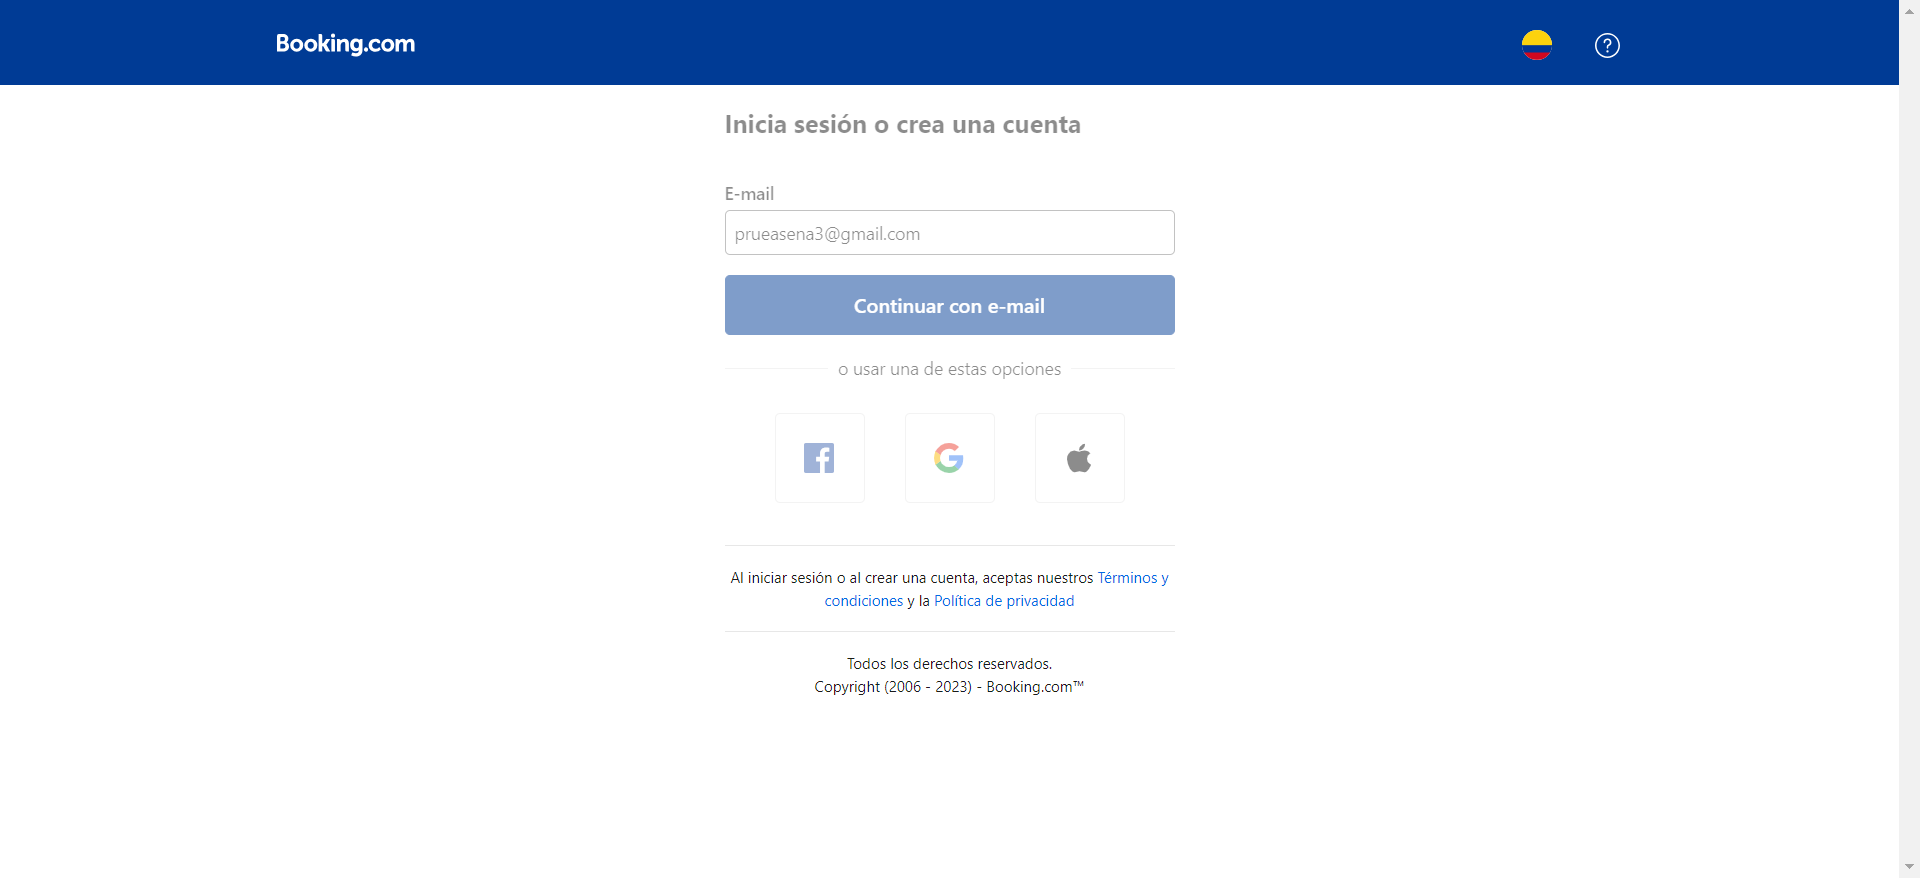 Booking.com
Inicia sesión o crea una cuenta
E-mail
prueasena3@gmail.com
Continuar con e-mail
o usar una de estas opciones
Al iniciar sesión o al crear una cuenta, aceptas nuestros Términos y
condiciones y la Política de privacidad
Todos los derechos reservados.
Copyright (2006 - 2023) - Booking.com™